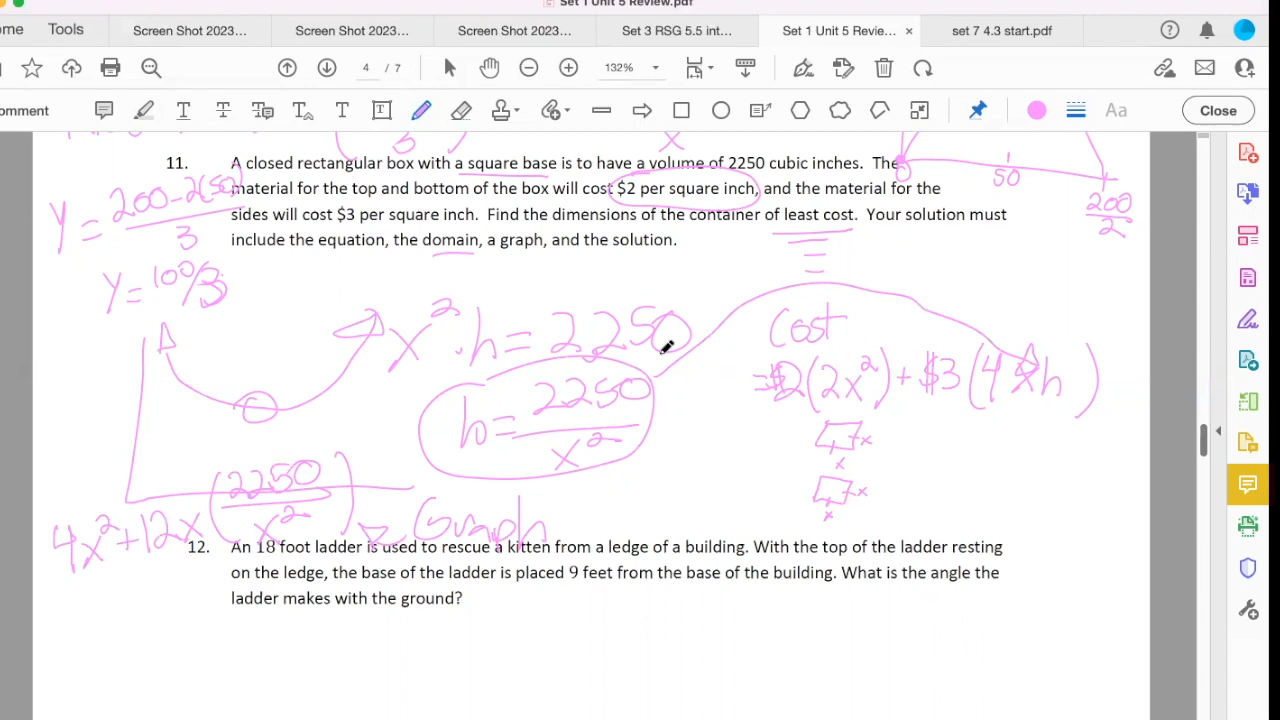 Set 1 Unit 5 Review.pdf
ome Tools Screen Shot 2023... Screen Shot 2023... Screen Shot 2023... Set 3 RSG 5.5 int... Set 1 Unit 5 Revie... × set 7 4.3 start.pdf
4 / 7 132%
omment Aa Close
x
0 50 200/2
11. A closed rectangular box with a square base is to have a volume of 2250 cubic inches. The
material for the top and bottom of the box will cost $2 per square inch, and the material for the
sides will cost $3 per square inch. Find the dimensions of the container of least cost. Your solution must
include the equation, the domain, a graph, and the solution.
y = 200-2(50)/3
y = 100/3
x²·h = 2250
h = 2250/x²
Cost
= $2(2x²) + $3(4xh)
x
x
x
x
4x²+12x(2250/x²) Graph
12. An 18 foot ladder is used to rescue a kitten from a ledge of a building. With the top of the ladder resting
on the ledge, the base of the ladder is placed 9 feet from the base of the building. What is the angle the
ladder makes with the ground?